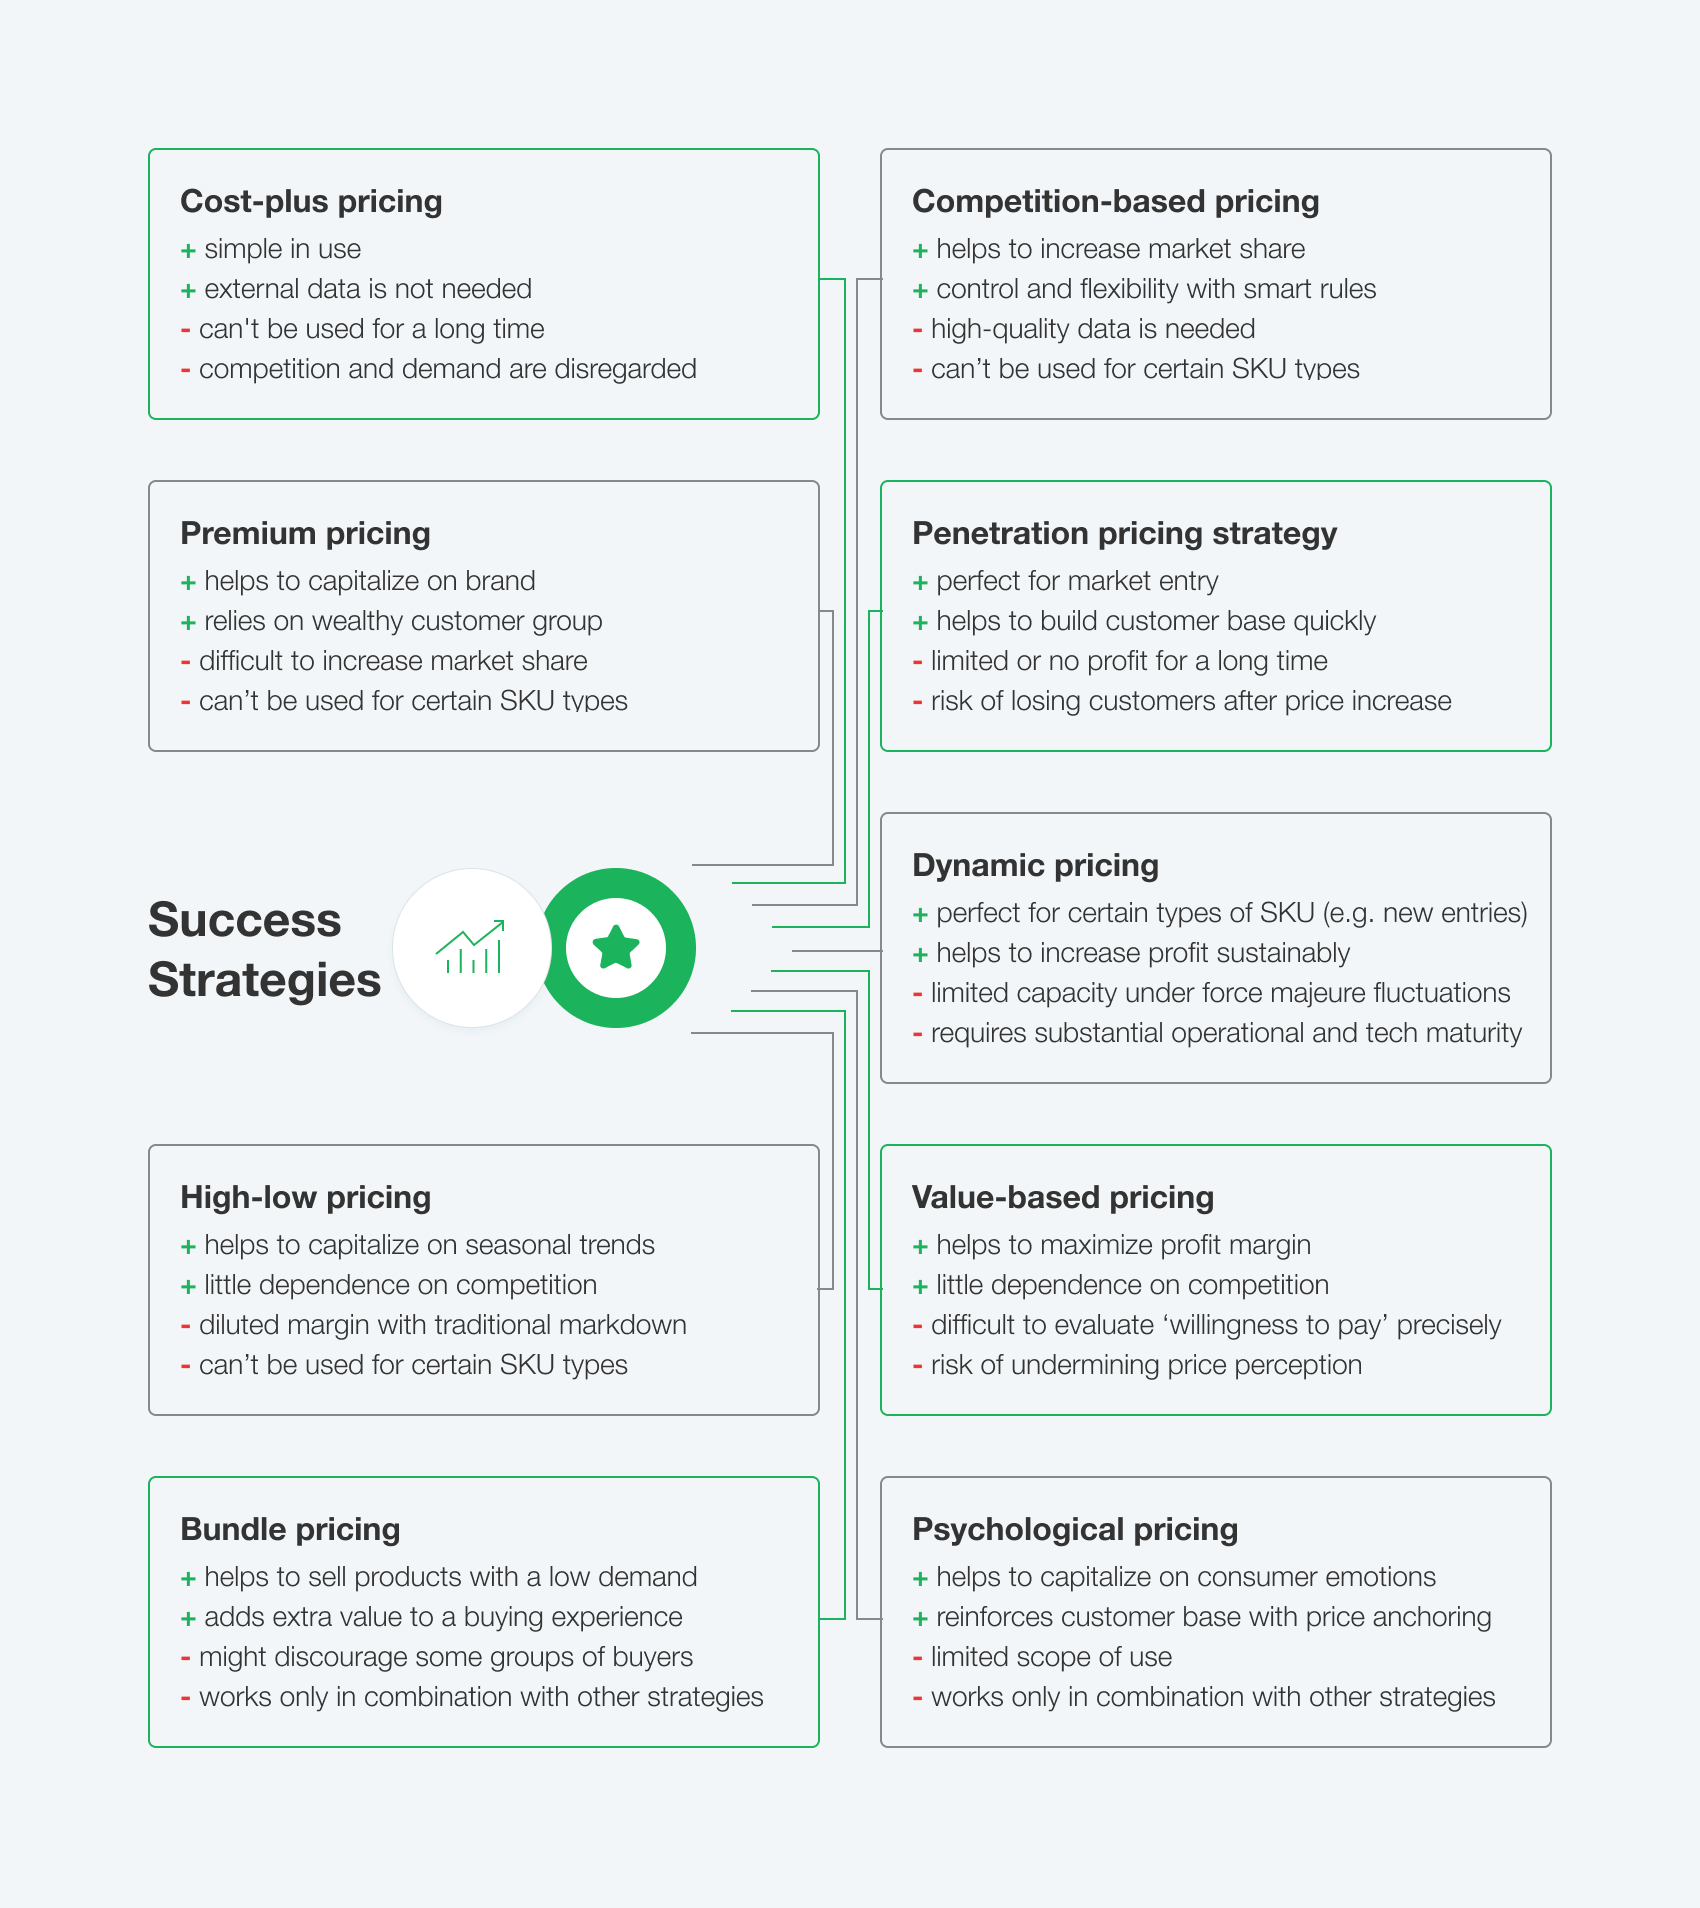 Cost-plus pricing
+ simple in use
+ external data is not needed
- can't be used for a long time
- competition and demand are disregarded
Competition-based pricing
+ helps to increase market share
+ control and flexibility with smart rules
- high-quality data is needed
- can’t be used for certain SKU types
Premium pricing
+ helps to capitalize on brand
+ relies on wealthy customer group
- difficult to increase market share
- can’t be used for certain SKU types
Penetration pricing strategy
+ perfect for market entry
+ helps to build customer base quickly
- limited or no profit for a long time
- risk of losing customers after price increase
Success
Strategies
Dynamic pricing
+ perfect for certain types of SKU (e.g. new entries)
+ helps to increase profit sustainably
- limited capacity under force majeure fluctuations
- requires substantial operational and tech maturity
High-low pricing
+ helps to capitalize on seasonal trends
+ little dependence on competition
- diluted margin with traditional markdown
- can’t be used for certain SKU types
Value-based pricing
+ helps to maximize profit margin
+ little dependence on competition
- difficult to evaluate ‘willingness to pay’ precisely
- risk of undermining price perception
Bundle pricing
+ helps to sell products with a low demand
+ adds extra value to a buying experience
- might discourage some groups of buyers
- works only in combination with other strategies
Psychological pricing
+ helps to capitalize on consumer emotions
+ reinforces customer base with price anchoring
- limited scope of use
- works only in combination with other strategies